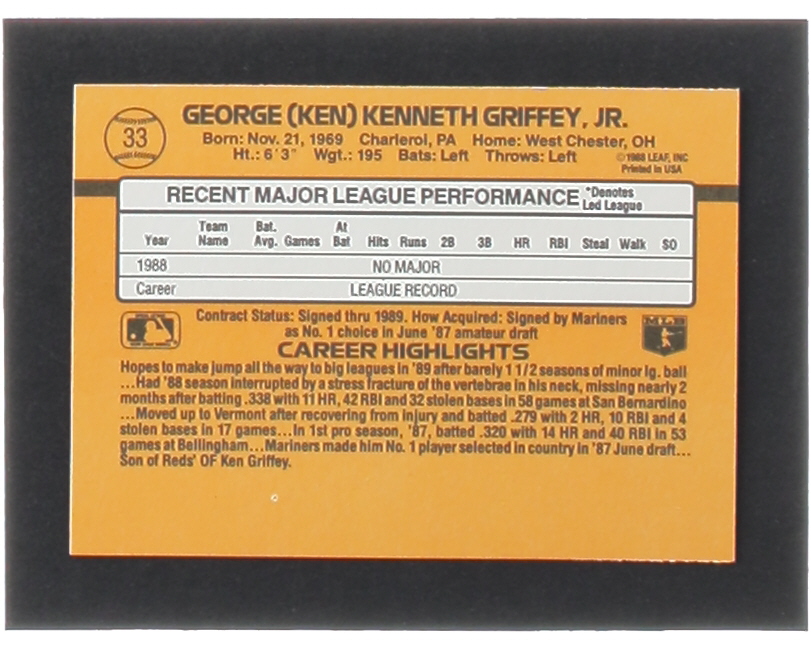 33
GEORGE (KEN) KENNETH GRIFFEY, JR.
Born: Nov. 21, 1969 Charleroi, PA Home: West Chester, OH
Ht.: 6'3" Wgt.: 195 Bats: Left Throws: Left
©1988 LEAF, INC
Printed in USA
RECENT MAJOR LEAGUE PERFORMANCE *Denotes Led League
Year Team Name Bat. Avg. Games At Bat Hits Runs 2B 3B HR RBI Steal Walk SO
1988 NO MAJOR
Career LEAGUE RECORD
Contract Status: Signed thru 1989. How Acquired: Signed by Mariners
as No. 1 choice in June '87 amateur draft
CAREER HIGHLIGHTS
Hopes to make jump all the way to big leagues in '89 after barely 1 1/2 seasons of minor lg. ball
...Had '88 season interrupted by a stress fracture of the vertebrae in his neck, missing nearly 2
months after batting .338 with 11 HR, 42 RBI and 32 stolen bases in 58 games at San Bernardino
...Moved up to Vermont after recovering from injury and batted .279 with 2 HR, 10 RBI and 4
stolen bases in 17 games...In 1st pro season, '87, batted .320 with 14 HR and 40 RBI in 53
games at Bellingham...Mariners made him No. 1 player selected in country in '87 June draft...
Son of Reds' OF Ken Griffey.